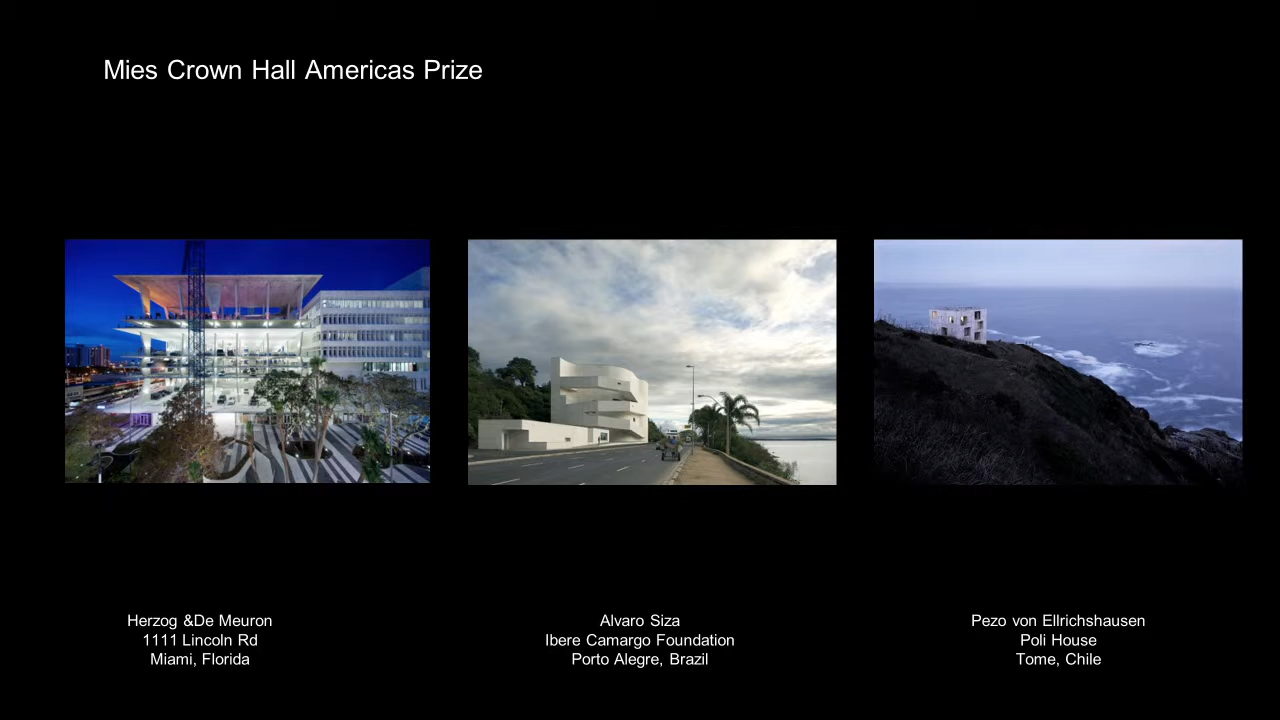 Mies Crown Hall Americas Prize
Herzog &De Meuron
1111 Lincoln Rd
Miami, Florida
Alvaro Siza
Ibere Camargo Foundation
Porto Alegre, Brazil
Pezo von Ellrichshausen
Poli House
Tome, Chile